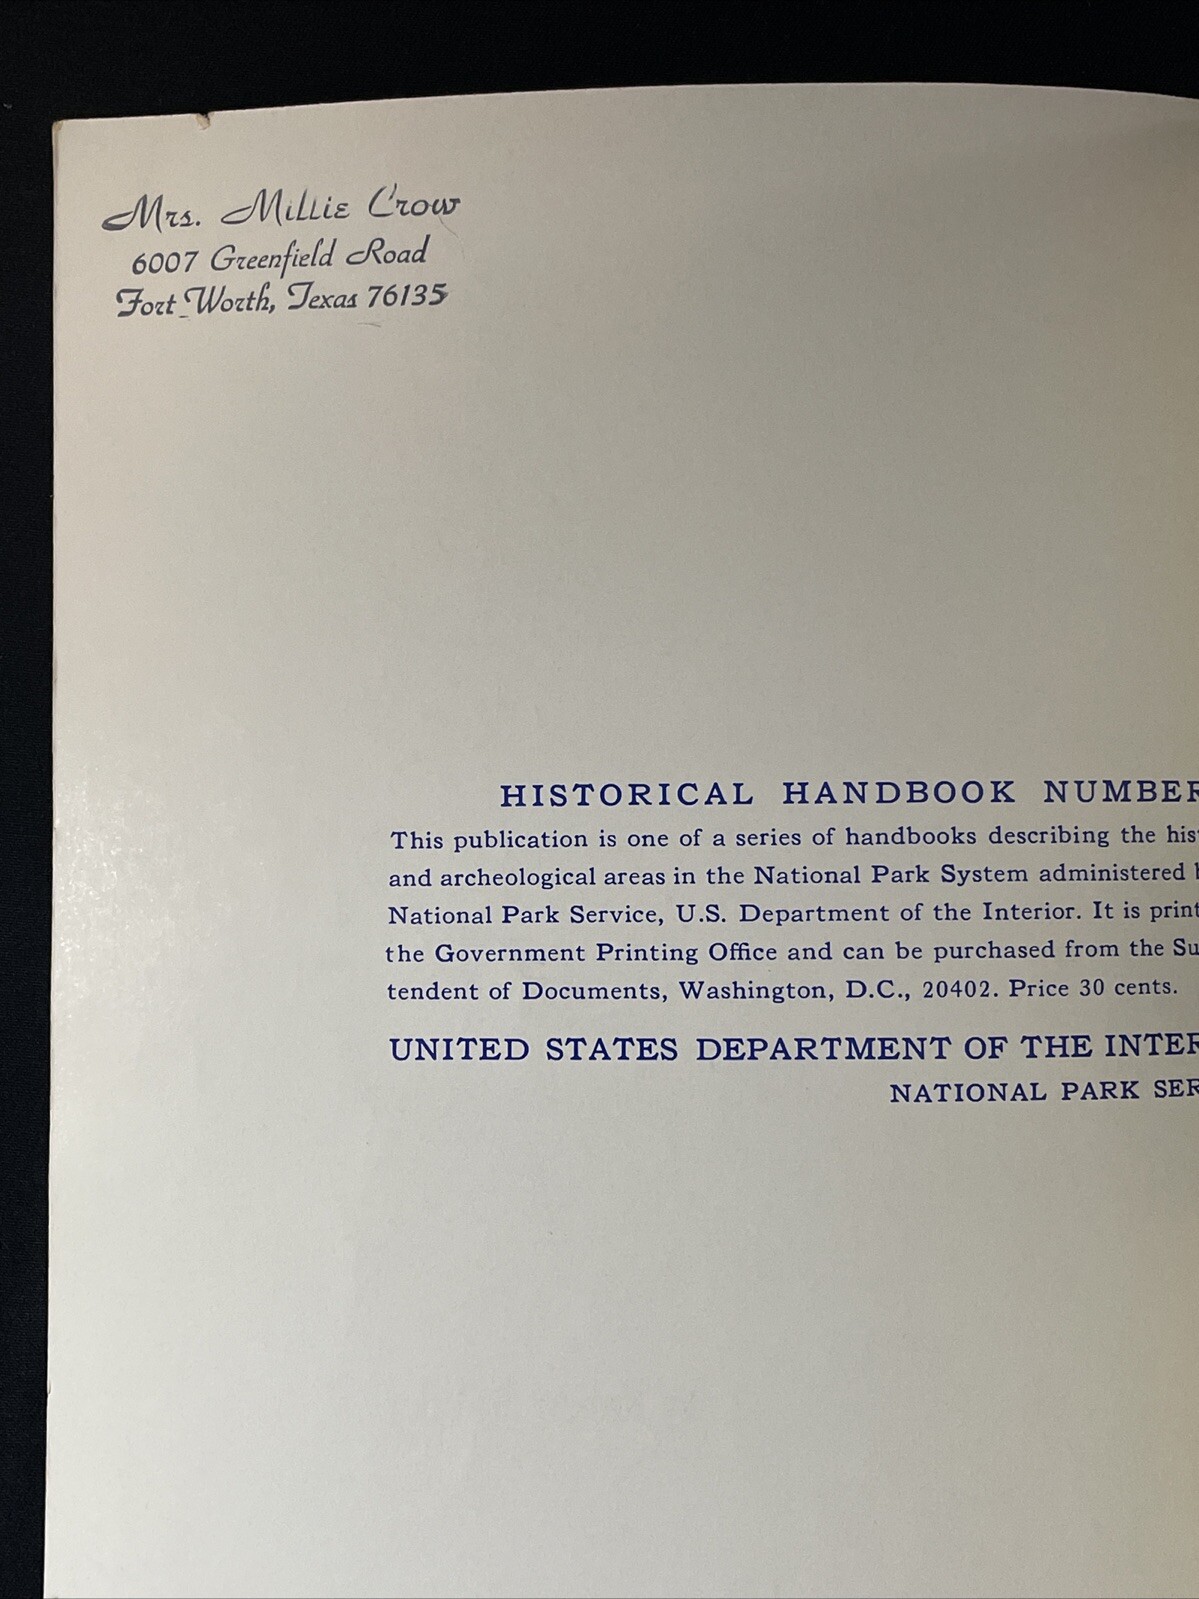 Mrs. Millie Crow
6007 Greenfield Road
Fort Worth, Texas 76135
HISTORICAL HANDBOOK NUMBER
This publication is one of a series of handbooks describing the
and archeological areas in the National Park System administered
National Park Service, U.S. Department of the Interior. It is
the Government Printing Office and can be purchased from the
tendent of Documents, Washington, D.C., 20402. Price 30 cents.
UNITED STATES DEPARTMENT OF THE
NATIONAL PARK